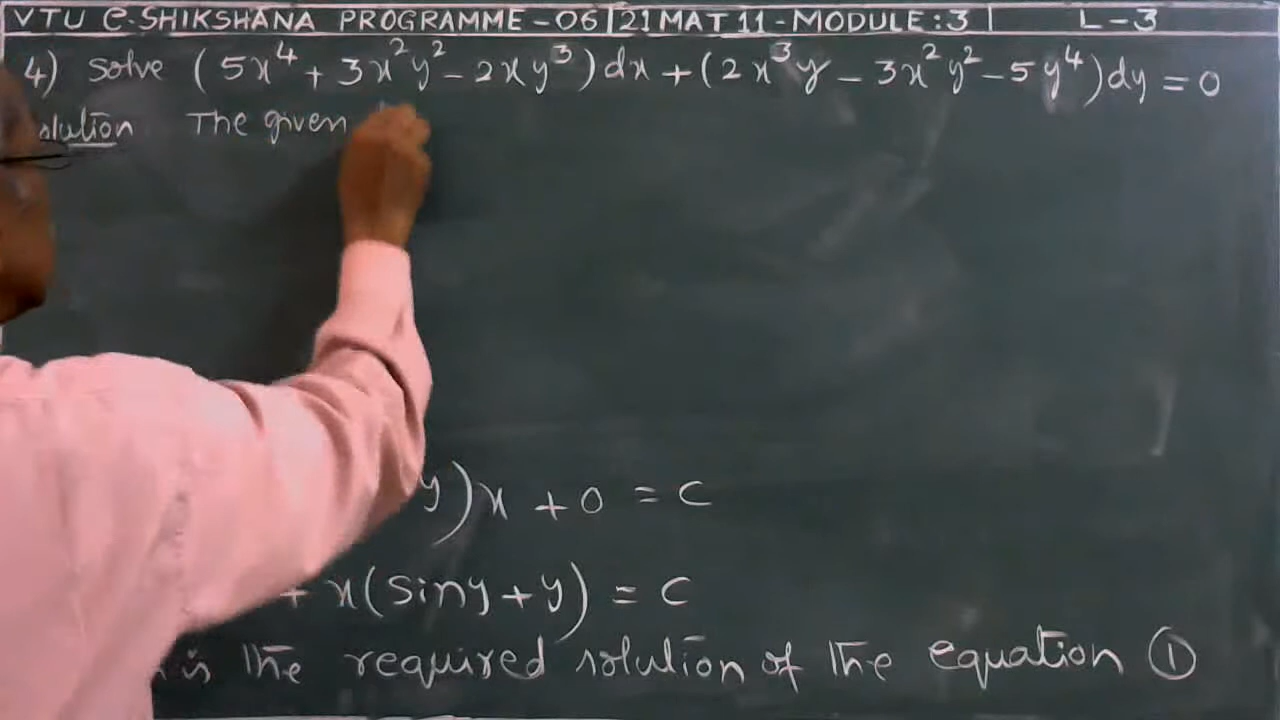 VTU e-SHIKSHANA PROGRAMME-06 | 21MAT11-MODULE:3 | L-3
4) Solve (5x⁴ + 3x²y² - 2xy³)dx + (2x³y - 3x²y² - 5y⁴)dy = 0
lution The given
y)x + 0 = C
+ x(siny + y) = C
is the required solution of the equation ①